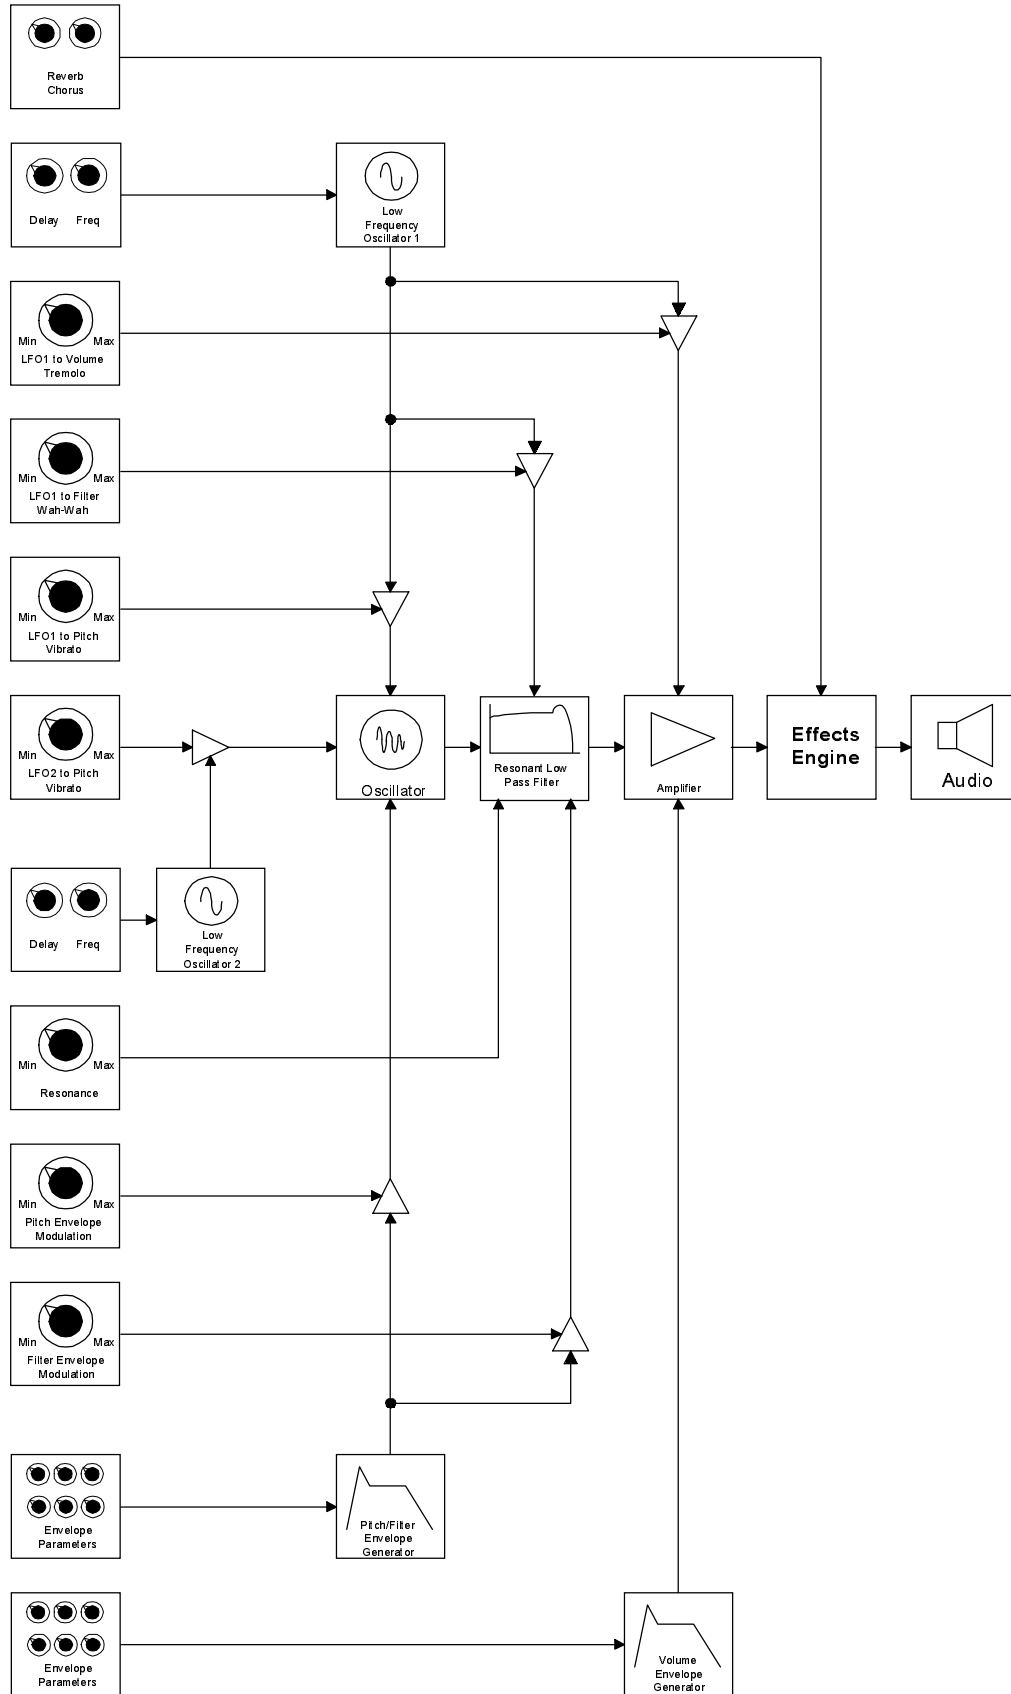 Reverb
Chorus
Delay Freq
Low
Frequency
Oscillator 1
Min Max
LFO1 to Volume
Tremolo
Min Max
LFO1 to Filter
Wah-Wah
Min Max
LFO1 to Pitch
Vibrato
Min Max
LFO2 to Pitch
Vibrato
Oscillator
Resonant Low
Pass Filter
Amplifier
Effects
Engine
Audio
Delay Freq
Low
Frequency
Oscillator 2
Min Max
Resonance
Min Max
Pitch Envelope
Modulation
Min Max
Filter Envelope
Modulation
Envelope
Parameters
Pitch/Filter
Envelope
Generator
Envelope
Parameters
Volume
Envelope
Generator